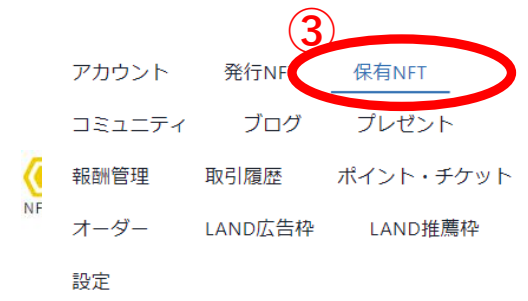 ③
アカウント 発行NF 保有NFT
コミュニティ ブログ プレゼント
報酬管理 取引履歴 ポイント・チケット
NF
オーダー LAND広告枠 LAND推薦枠
設定